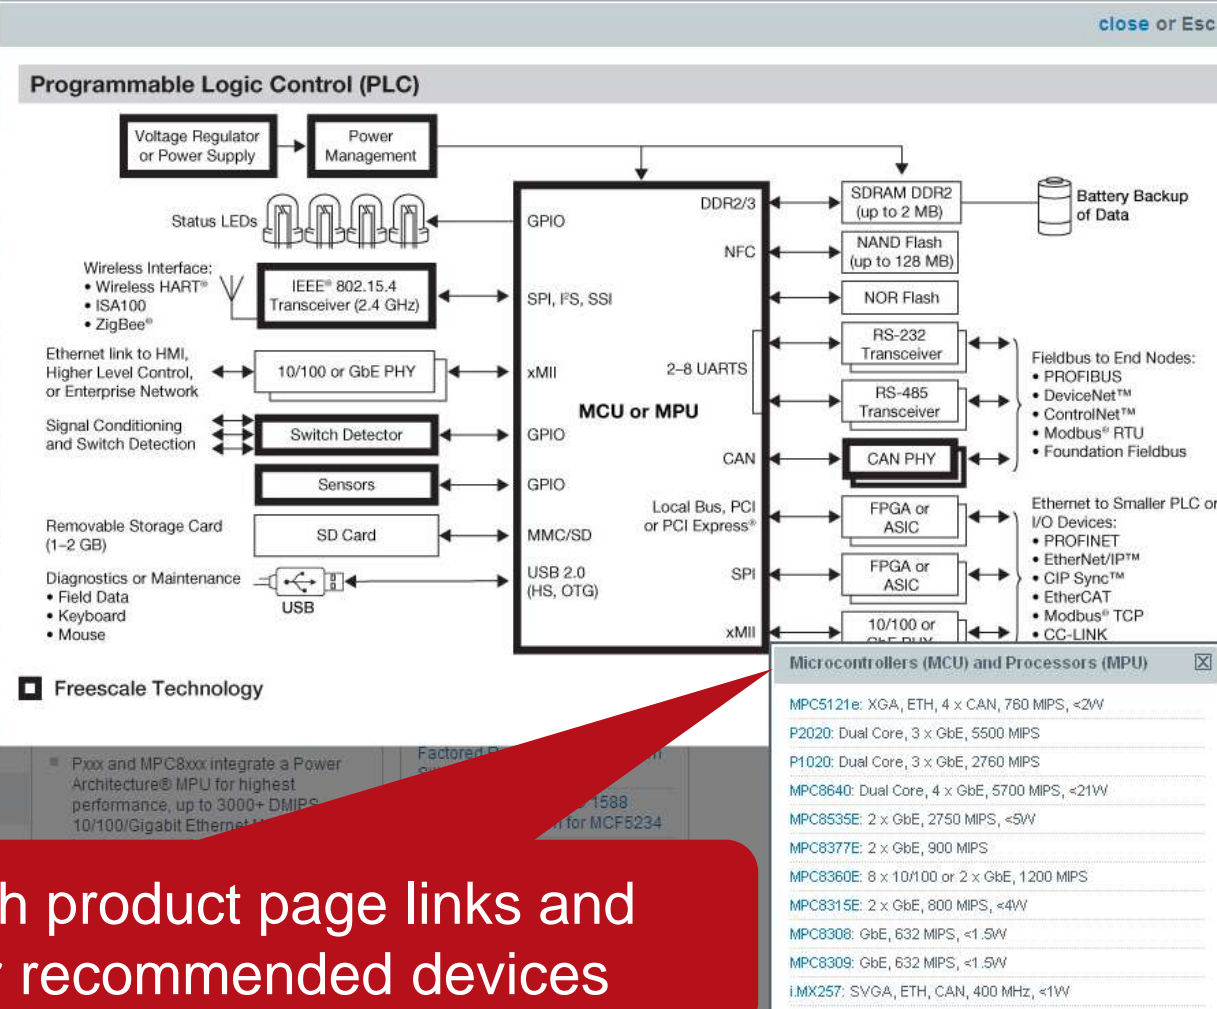 close or Esc
Programmable Logic Control (PLC)
Voltage Regulator
or Power Supply
Power
Management
Status LEDs
GPIO
Wireless Interface:
• Wireless HART®
• ISA100
• ZigBee®
IEEE® 802.15.4
Transceiver (2.4 GHz)
SPI, I²S, SSI
Ethernet link to HMI,
Higher Level Control,
or Enterprise Network
10/100 or GbE PHY
xMII
Signal Conditioning
and Switch Detection
Switch Detector
GPIO
Sensors
GPIO
Removable Storage Card
(1–2 GB)
SD Card
MMC/SD
Diagnostics or Maintenance
• Field Data
• Keyboard
• Mouse
USB
USB 2.0
(HS, OTG)
MCU or MPU
DDR2/3
SDRAM DDR2
(up to 2 MB)
Battery Backup
of Data
NFC
NAND Flash
(up to 128 MB)
NOR Flash
2–8 UARTS
RS-232
Transceiver
RS-485
Transceiver
CAN
CAN PHY
Fieldbus to End Nodes:
• PROFIBUS
• DeviceNet™
• ControlNet™
• Modbus® RTU
• Foundation Fieldbus
Local Bus, PCI
or PCI Express®
FPGA or
ASIC
SPI
FPGA or
ASIC
xMII
10/100 or
GbE PHY
Ethernet to Smaller PLC or
I/O Devices:
• PROFINET
• EtherNet/IP™
• CIP Sync™
• EtherCAT
• Modbus® TCP
• CC-LINK
Freescale Technology
Microcontrollers (MCU) and Processors (MPU)
MPC5121e: XGA, ETH, 4 x CAN, 760 MIPS, <2W
P2020: Dual Core, 3 x GbE, 5500 MIPS
P1020: Dual Core, 3 x GbE, 2760 MIPS
MPC8640: Dual Core, 4 x GbE, 5700 MIPS, <21W
MPC8535E: 2 x GbE, 2750 MIPS, <5W
MPC8377E: 2 x GbE, 900 MIPS
MPC8360E: 8 x 10/100 or 2 x GbE, 1200 MIPS
MPC8315E: 2 x GbE, 800 MIPS, <4W
MPC8308: GbE, 632 MIPS, <1.5W
MPC8309: GbE, 632 MIPS, <1.5W
i.MX257: SVGA, ETH, CAN, 400 MHz, <1W
Pxxx and MPC8xxx integrate a Power
Architecture® MPU for highest
performance, up to 3000+ DMIPS
10/100/Gigabit Ethernet
Factored
1588
for MCF5234
h product page links and
r recommended devices